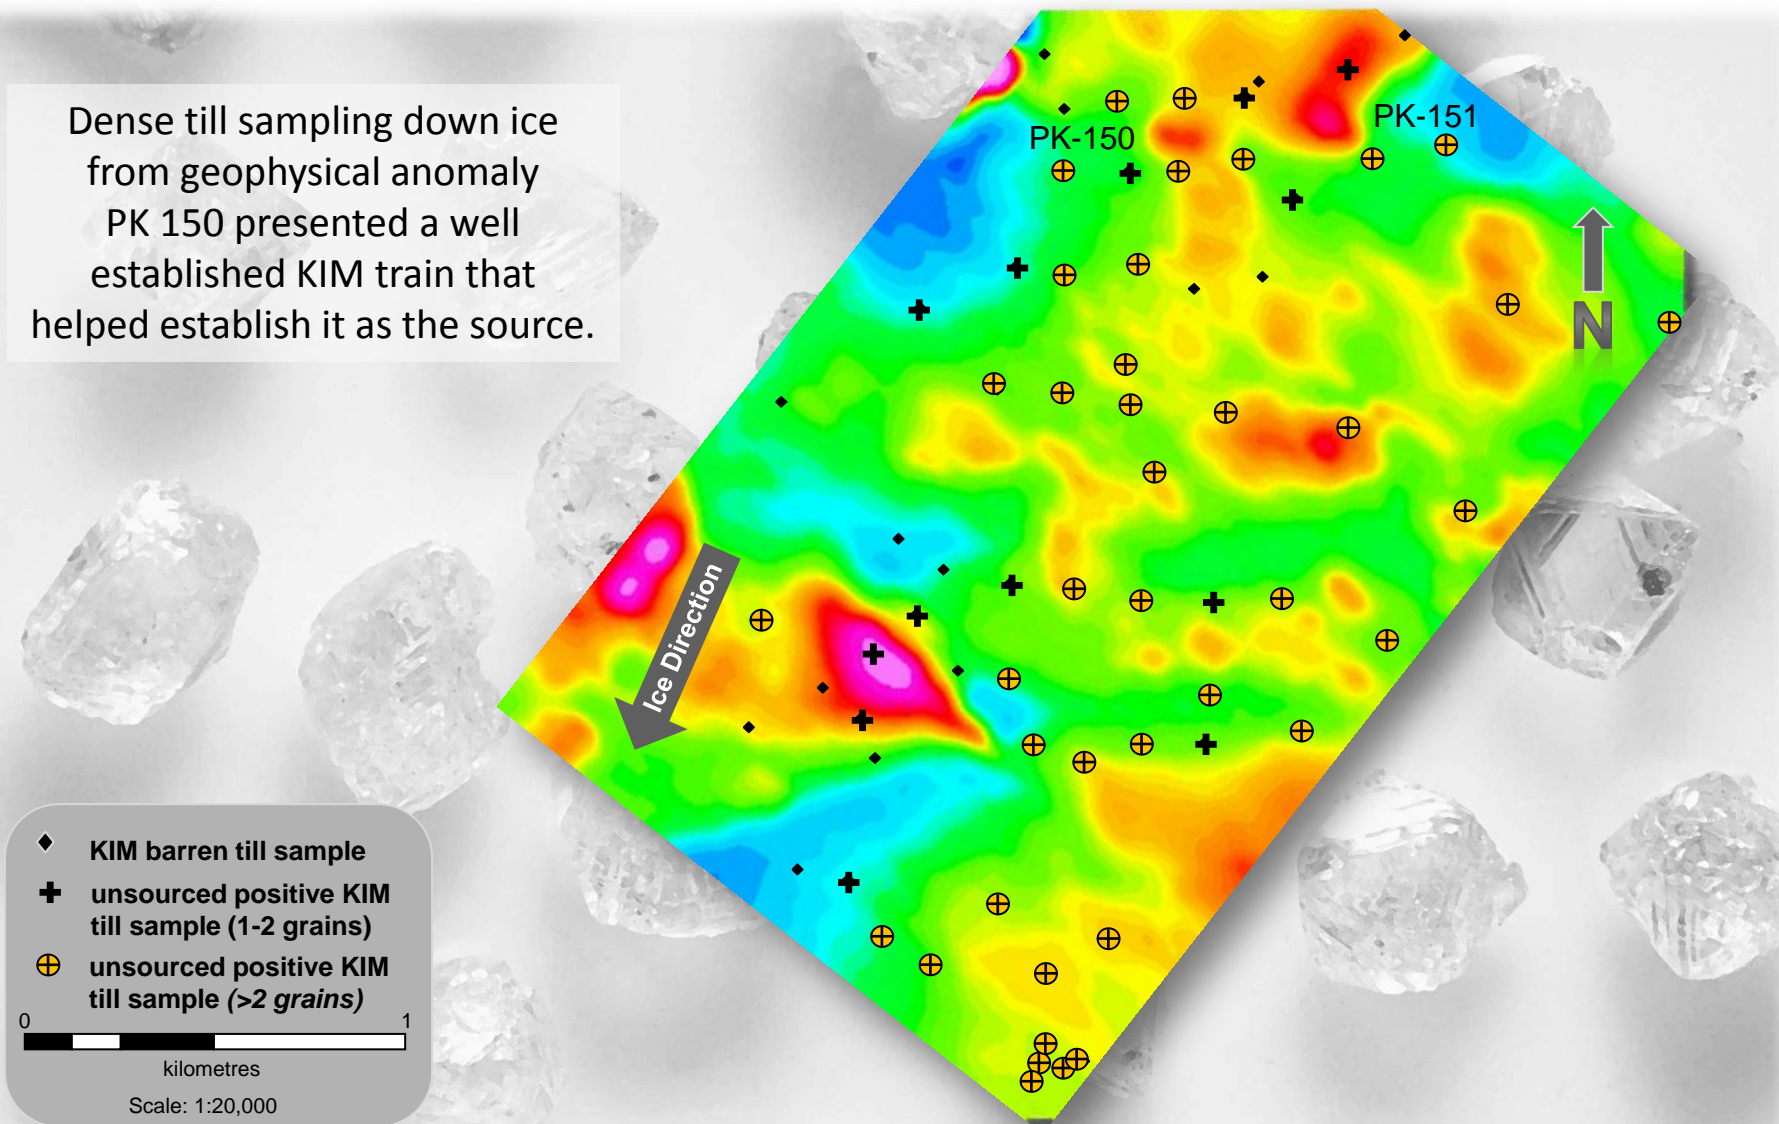 Dense till sampling down ice
from geophysical anomaly
PK 150 presented a well
established KIM train that
helped establish it as the source.
PK-150
PK-151
N
Ice Direction
KIM barren till sample
unsourced positive KIM
till sample (1-2 grains)
unsourced positive KIM
till sample (>2 grains)
0 1
kilometres
Scale: 1:20,000